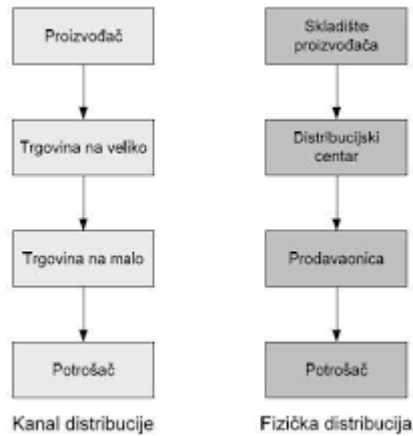 Proizvođač
Trgovina na veliko
Trgovina na malo
Potrošač
Kanal distribucije
Skladište
proizvođača
Distribucijski
centar
Prodavaonica
Potrošač
Fizička distribucija